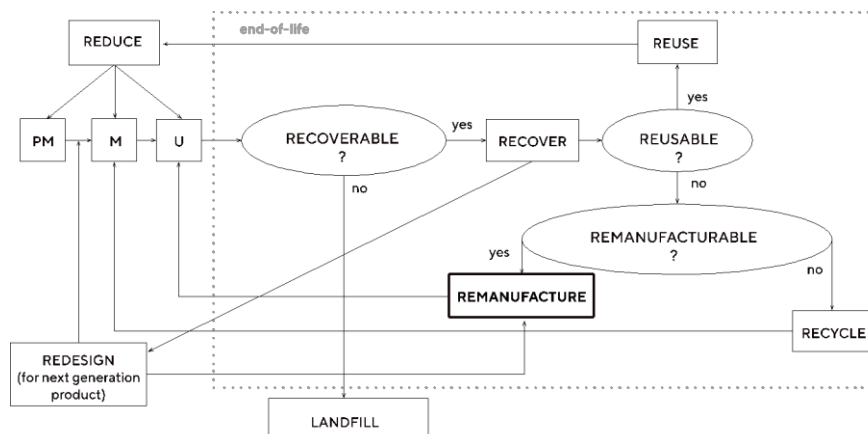 end-of-life
REDUCE
REUSE
yes
PM
M
U
RECOVERABLE
?
yes
RECOVER
REUSABLE
?
no
no
REMANUFACTURABLE
?
yes
no
REMANUFACTURE
RECYCLE
REDESIGN
(for next generation
product)
LANDFILL